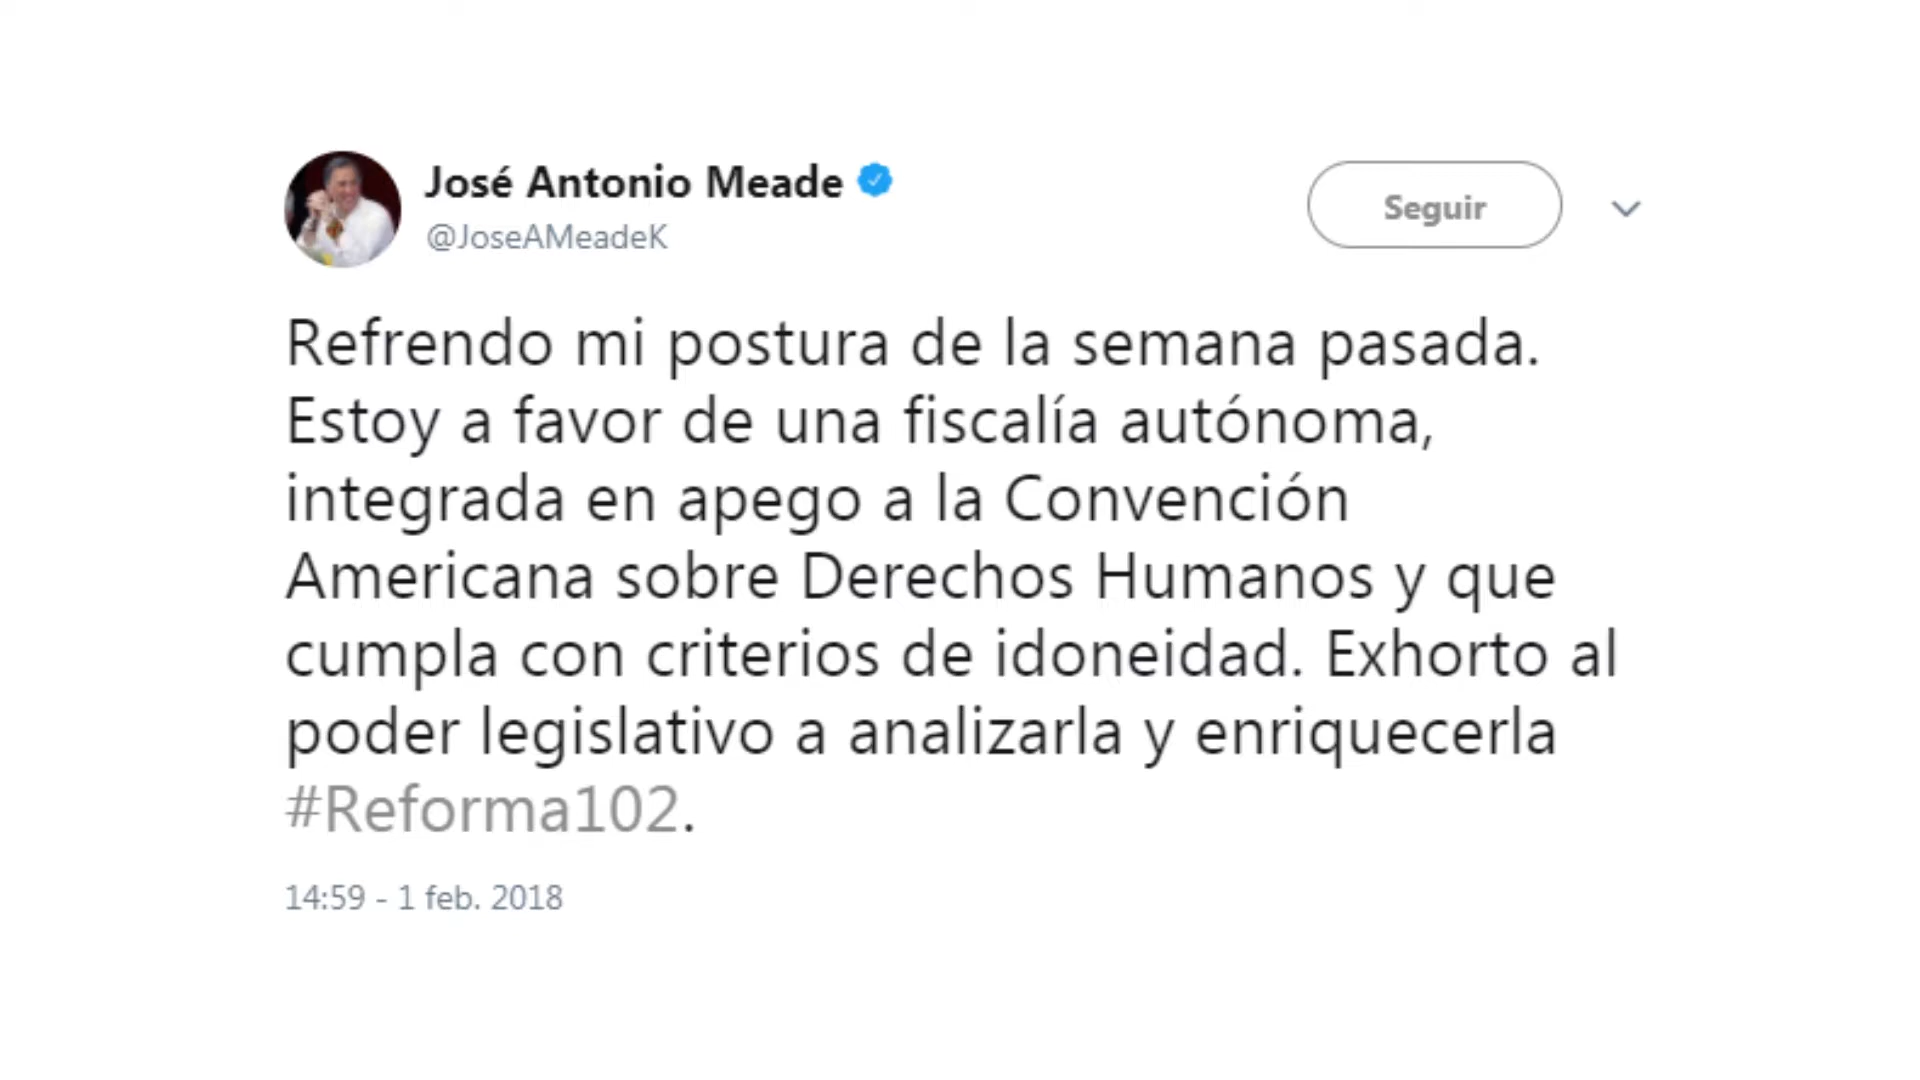 José Antonio Meade
@JoseAMeadeK
Seguir
Refrendo mi postura de la semana pasada.
Estoy a favor de una fiscalía autónoma,
integrada en apego a la Convención
Americana sobre Derechos Humanos y que
cumpla con criterios de idoneidad. Exhorto al
poder legislativo a analizarla y enriquecerla
#Reforma102.
14:59 - 1 feb. 2018